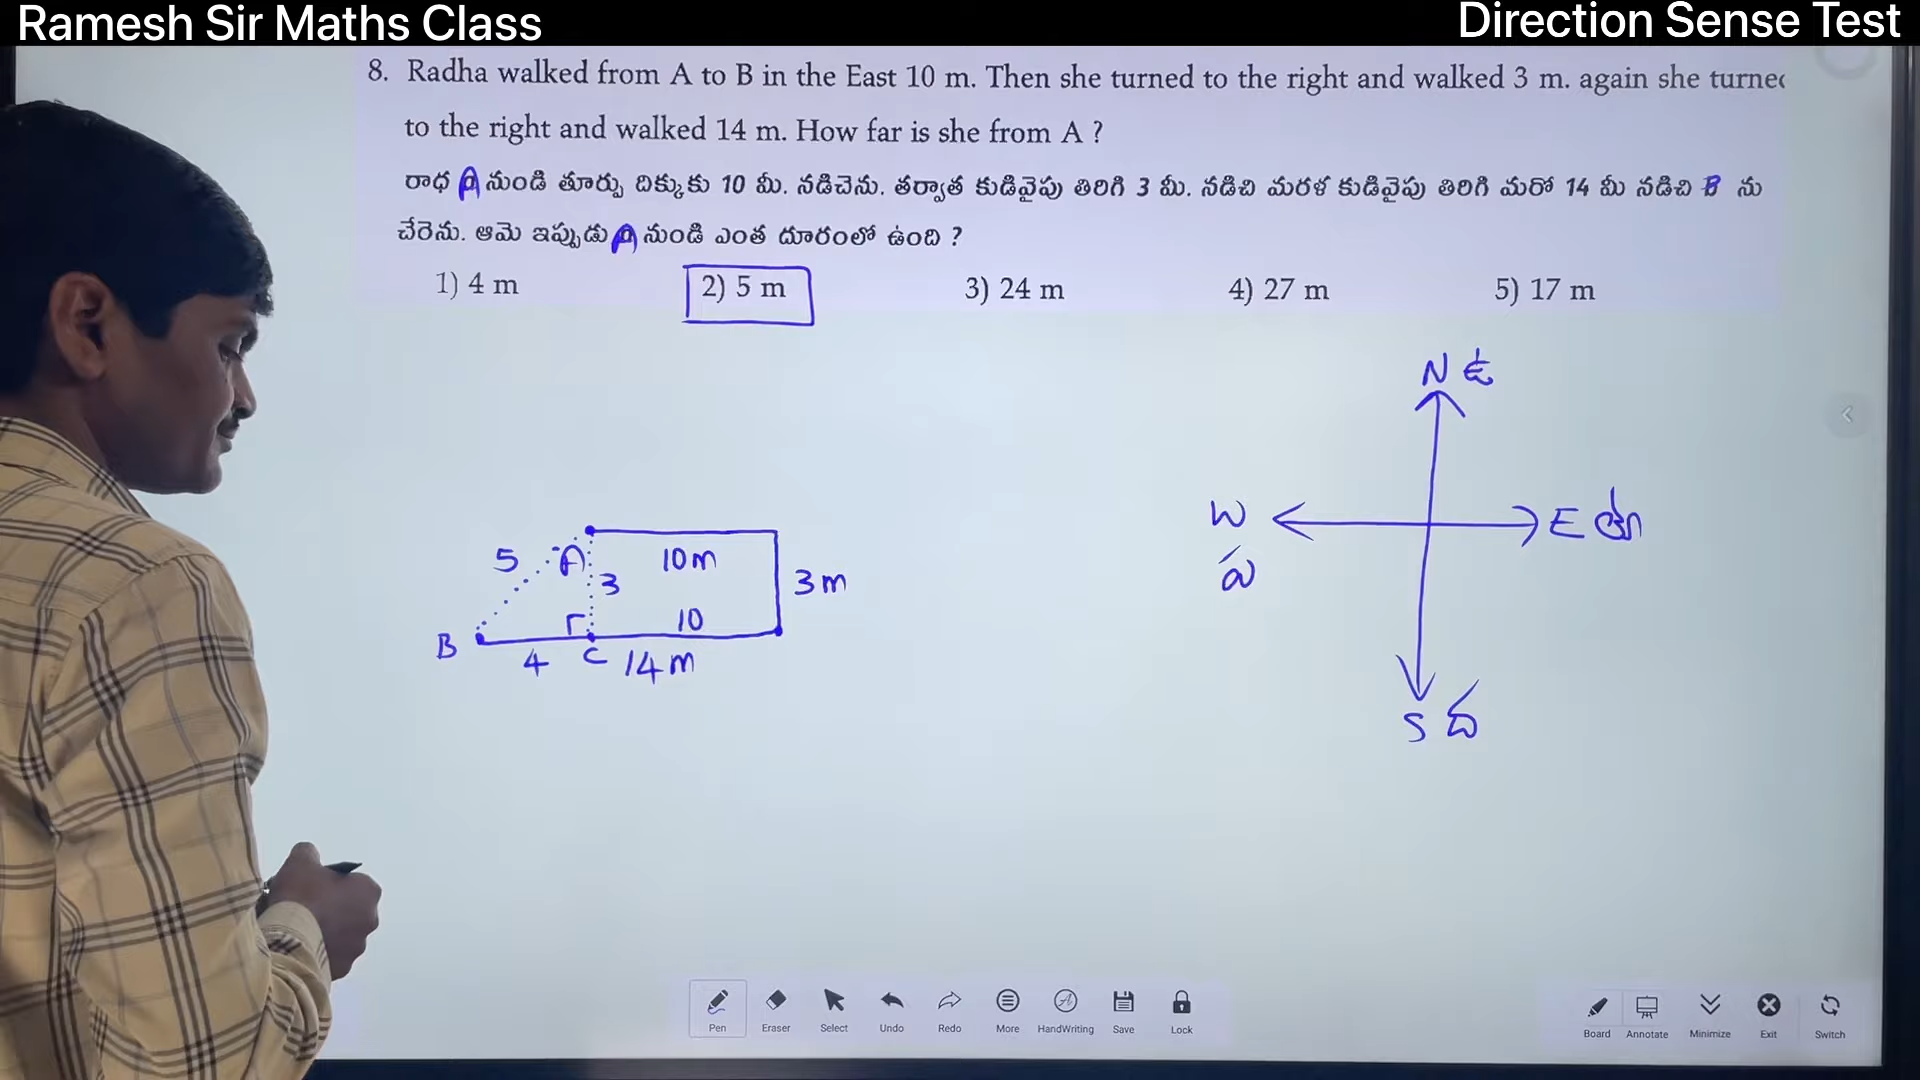 Ramesh Sir Maths Class
Direction Sense Test
8. Radha walked from A to B in the East 10 m. Then she turned to the right and walked 3 m. again she turned
to the right and walked 14 m. How far is she from A ?
రాధ A నుండి తూర్పు దిక్కుకు 10 మీ. నడిచెను. తర్వాత కుడివైపు తిరిగి 3 మీ. నడిచి మరళ కుడివైపు తిరిగి మరో 14 మీ నడిచి B ను
చేరెను. ఆమె ఇప్పుడు A నుండి ఎంత దూరంలో ఉంది ?
1) 4 m 2) 5 m 3) 24 m 4) 27 m 5) 17 m
N ఉ
W E తూ
ప
S ద
5 A 10m
3 3m
10
B 4 C 14m
Pen Eraser Select Undo Redo More HandWriting Save Lock
Board Annotate Minimize Exit Switch